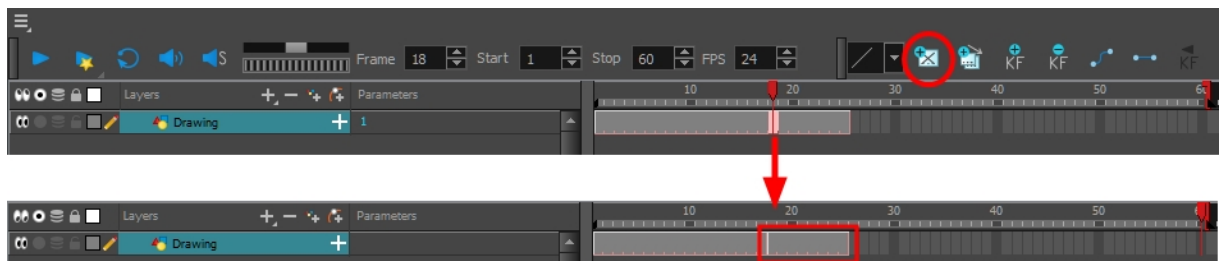 S Frame 18 Start 1 Stop 60 FPS 24 KF KF KF
Layers Parameters 10 20 30 40 50 60
Drawing 1
Layers Parameters 10 20 30 40 50
Drawing